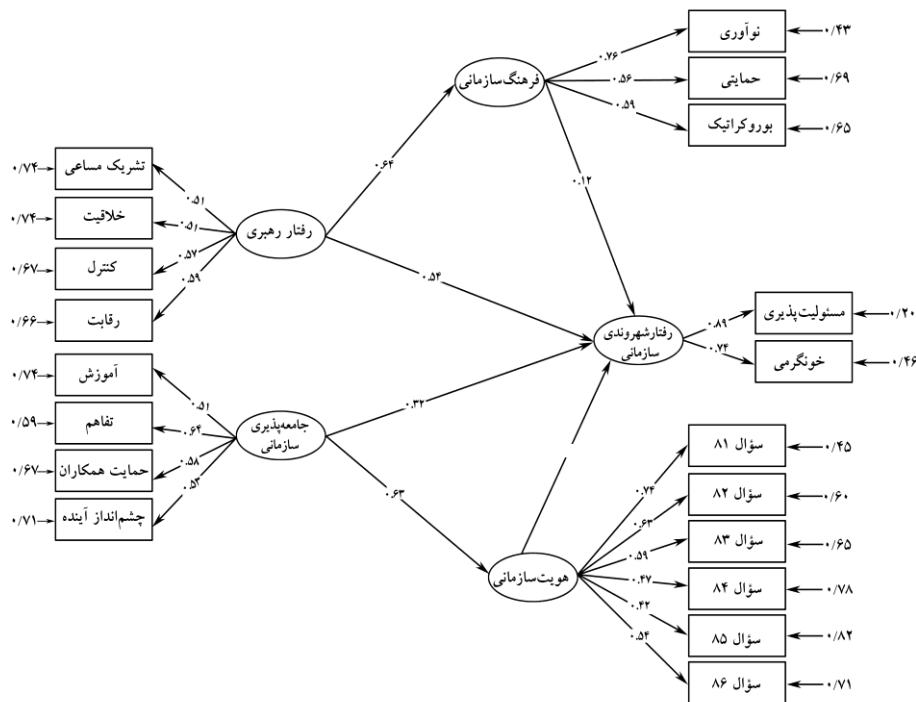 نوآوری
۰/۴۳
۰.۷۶
فرهنگ‌سازمانی
حمایتی
۰/۶۹
۰.۵۶
بوروکراتیک
۰/۶۵
۰.۵۹
۰.۶۴
۰.۱۲
۰/۷۴
تشریک مساعی
۰.۵۱
۰/۷۴
خلاقیت
۰.۵۱
رفتار رهبری
۰/۶۷
کنترل
۰.۵۷
۰/۶۶
رقابت
۰.۵۹
۰.۵۴
رفتارشهروندی
سازمانی
مسئولیت‌پذیری
۰/۲۰
۰.۸۹
خونگرمی
۰/۴۶
۰.۷۴
۰/۷۴
آموزش
۰.۵۱
۰/۵۹
تفاهم
۰.۶۴
جامعه‌پذیری
سازمانی
۰/۶۷
حمایت همکاران
۰.۵۸
۰/۷۱
چشم‌انداز آینده
۰.۵۳
۰.۳۲
۰.۶۳
هویت‌سازمانی
سؤال ۸۱
۰/۴۵
۰.۷۴
سؤال ۸۲
۰/۶۰
۰.۶۳
سؤال ۸۳
۰/۶۵
۰.۵۹
سؤال ۸۴
۰/۷۸
۰.۴۷
سؤال ۸۵
۰/۸۲
۰.۴۲
سؤال ۸۶
۰/۷۱
۰.۵۴